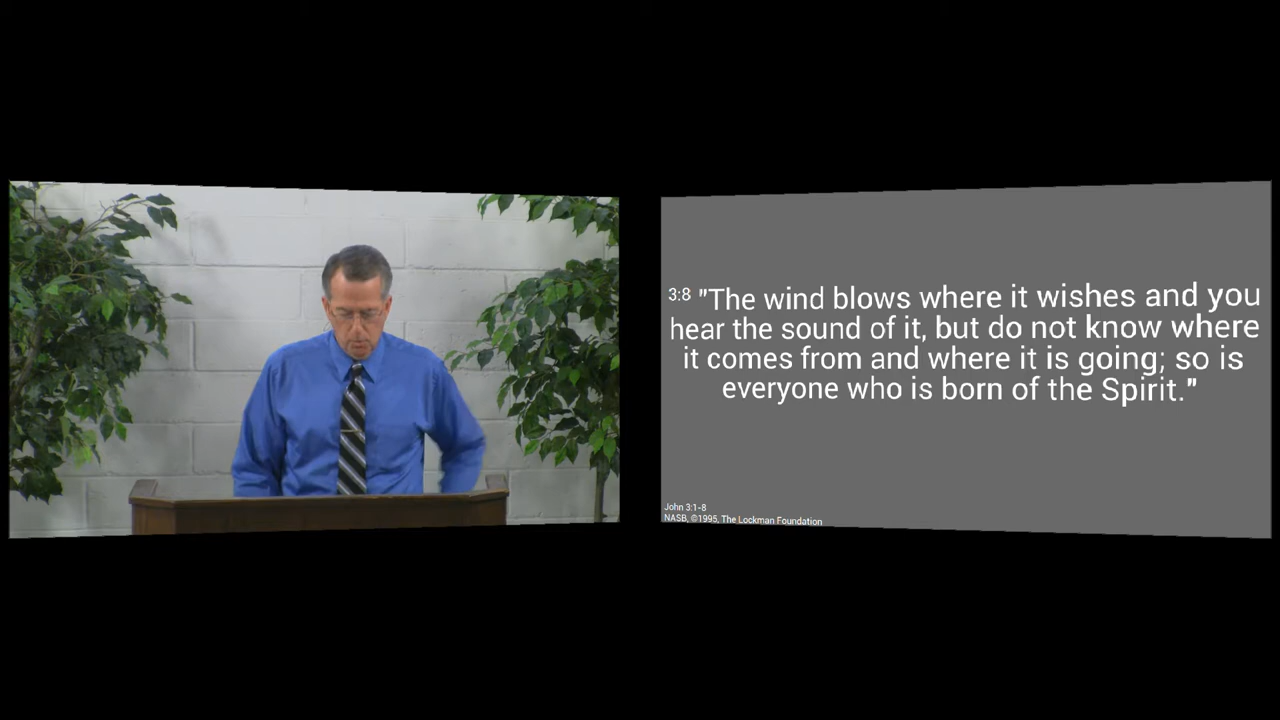 3:8 "The wind blows where it wishes and you
hear the sound of it, but do not know where
it comes from and where it is going; so is
everyone who is born of the Spirit."
John 3:1-8
NASB, ©1995, The Lockman Foundation